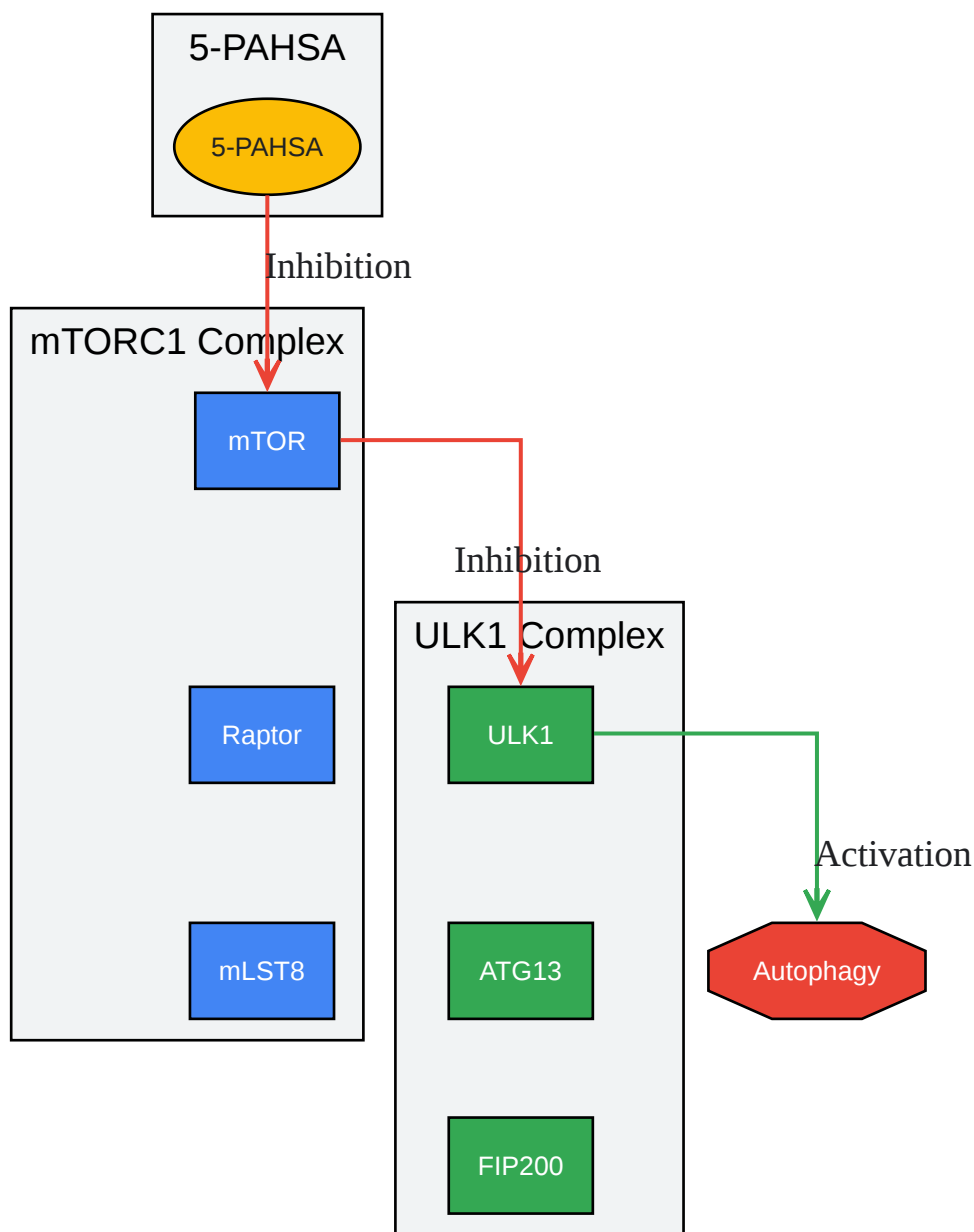 5-PAHSA
5-PAHSA
Inhibition
mTORC1 Complex
mTOR
Inhibition
ULK1 Complex
Raptor
ULK1
Activation
mLST8
ATG13
Autophagy
FIP200